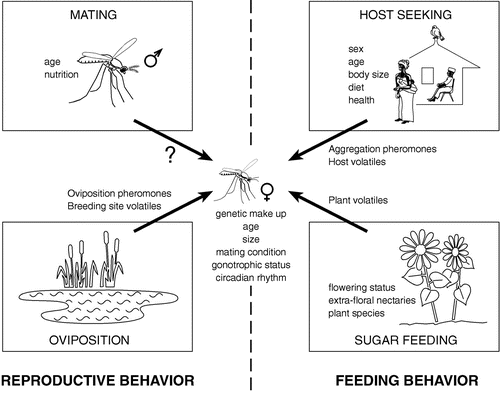 MATING
age
nutrition
♂
HOST SEEKING
sex
age
body size
diet
health
?
Aggregation pheromones
Host volatiles
Oviposition pheromones
Breeding site volatiles
♀
Plant volatiles
genetic make up
age
size
mating condition
gonotrophic status
circadian rhythm
OVIPOSITION
flowering status
extra-floral nectaries
plant species
SUGAR FEEDING
REPRODUCTIVE BEHAVIOR
FEEDING BEHAVIOR